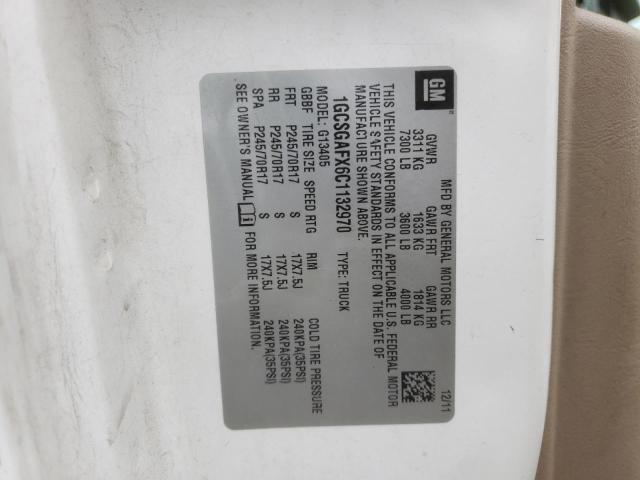 GM
MFD BY GENERAL MOTORS LLC 12/11
GVWR GAWR FRT GAWR RR
3311 KG 1633 KG 1814 KG
7300 LB 3600 LB 4000 LB
THIS VEHICLE CONFORMS TO ALL APPLICABLE U.S. FEDERAL MOTOR
VEHICLE SAFETY STANDARDS IN EFFECT ON THE DATE OF
MANUFACTURE SHOWN ABOVE.
1GCSGAFX6C1132970 TYPE: TRUCK
MODEL: G13405
GBBF TIRE SIZE SPEED RTG RIM COLD TIRE PRESSURE
FRT P245/70R17 S 17X7.5J 240KPA(35PSI)
RR P245/70R17 S 17X7.5J 240KPA(35PSI)
SPA P245/70R17 S 17X7.5J 240KPA(35PSI)
SEE OWNER'S MANUAL FOR MORE INFORMATION.